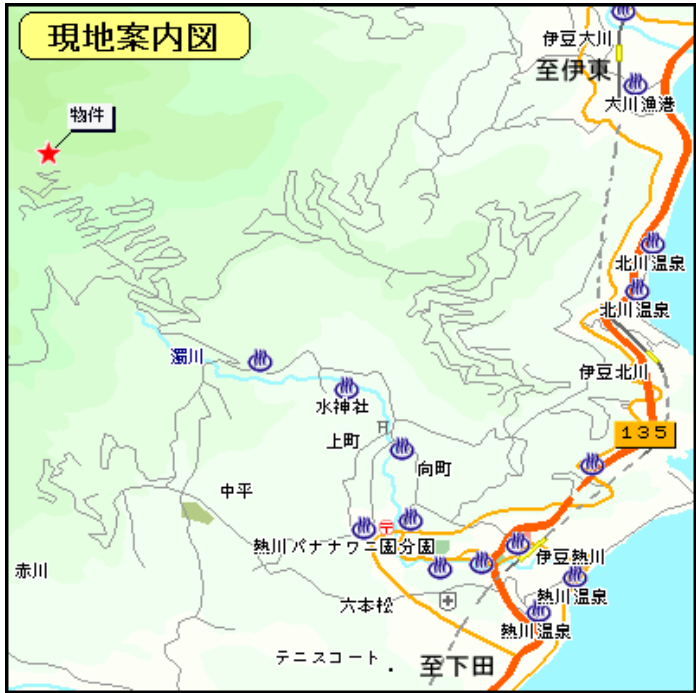 現地案内図
伊豆大川
至伊東
大川漁港
物件
北川温泉
北川温泉
濁川
伊豆北川
水神社
135
上町
向町
中平
熱川バナナワニ園分園
伊豆熱川
赤川
熱川温泉
六本松
熱川温泉
テニスコート
至下田